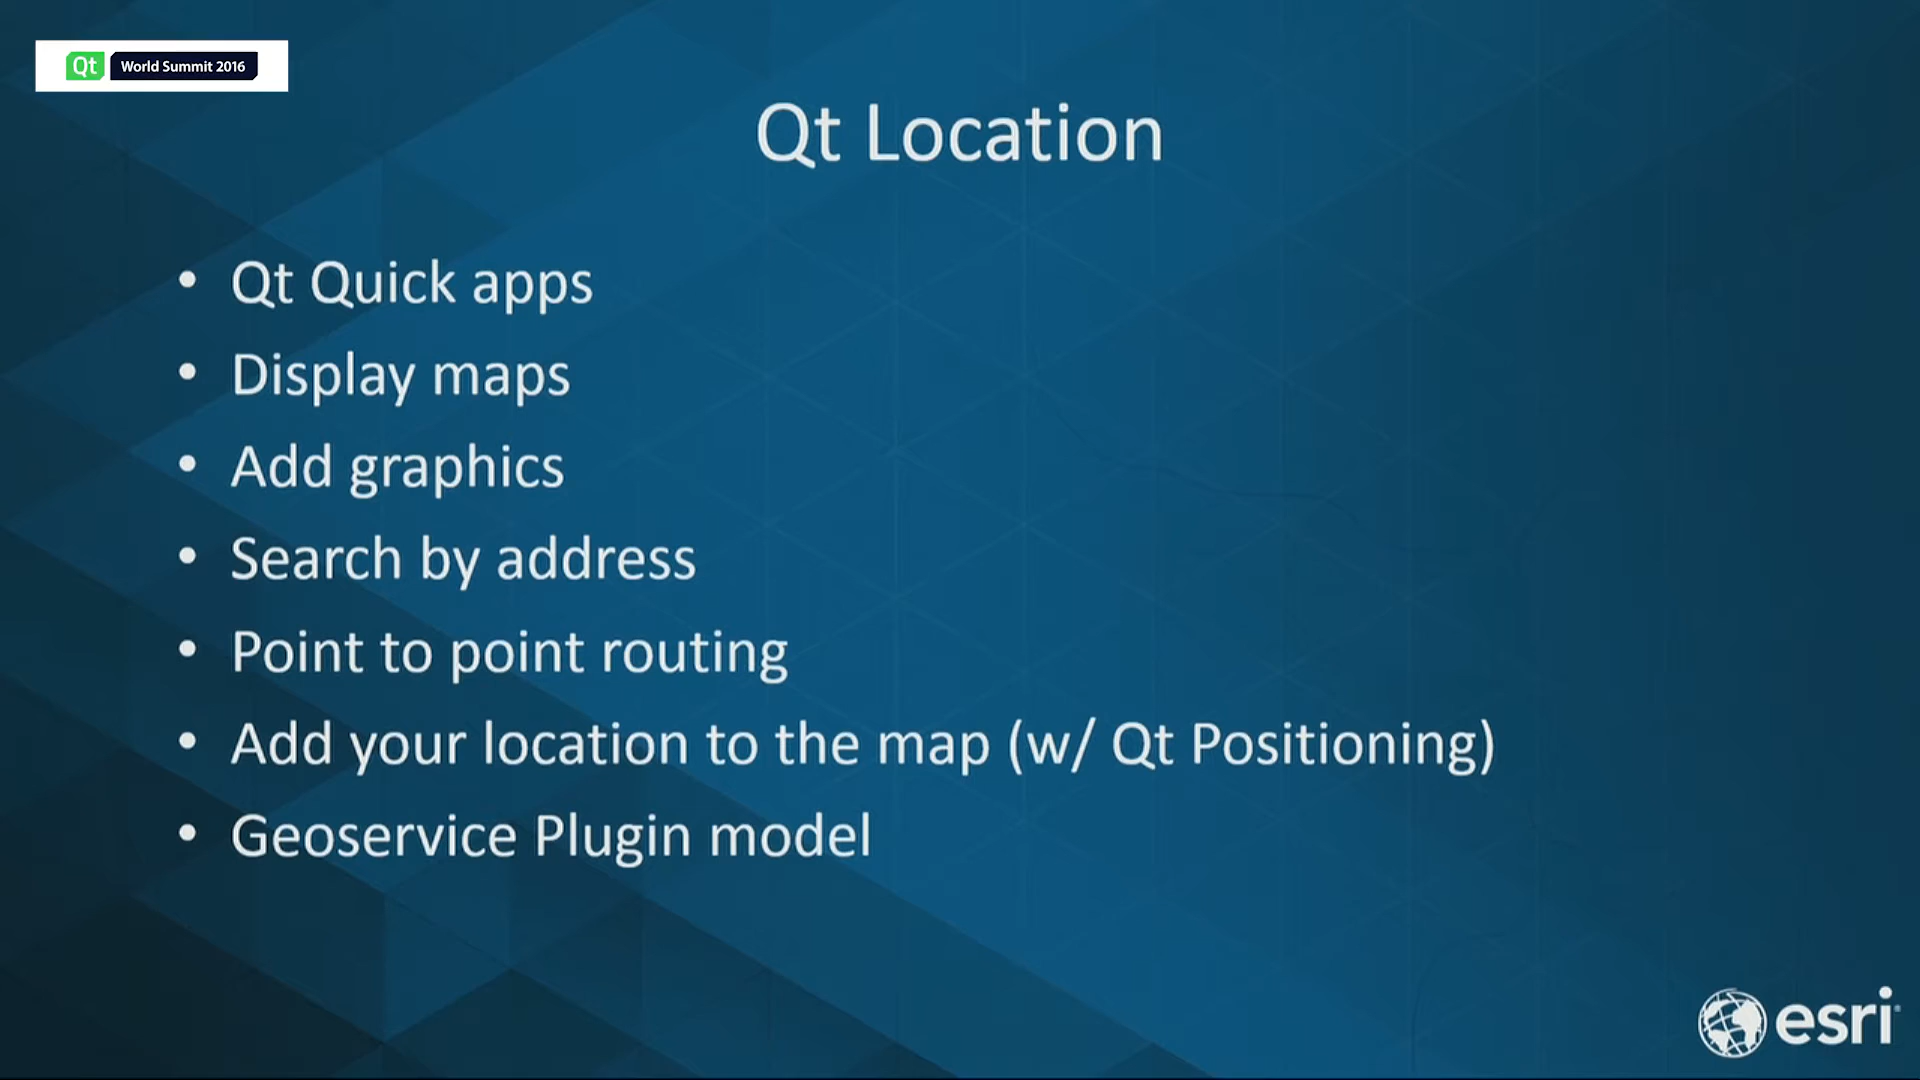 Qt World Summit 2016
Qt Location
• Qt Quick apps
• Display maps
• Add graphics
• Search by address
• Point to point routing
• Add your location to the map (w/ Qt Positioning)
• Geoservice Plugin model
esri